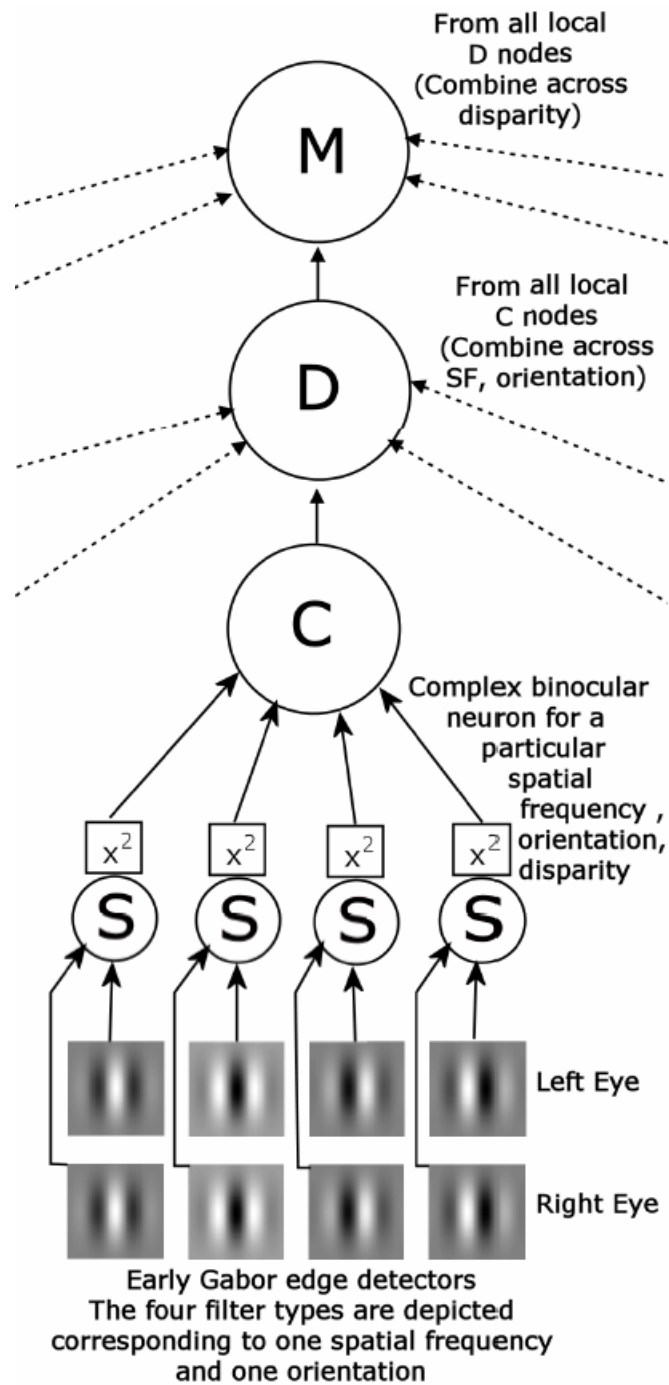 From all local
D nodes
(Combine across
disparity)
M
From all local
C nodes
(Combine across
SF, orientation)
D
C
Complex binocular
neuron for a
particular
spatial
frequency ,
orientation,
disparity
x² x² x² x²
S S S S
Left Eye
Right Eye
Early Gabor edge detectors
The four filter types are depicted
corresponding to one spatial frequency
and one orientation